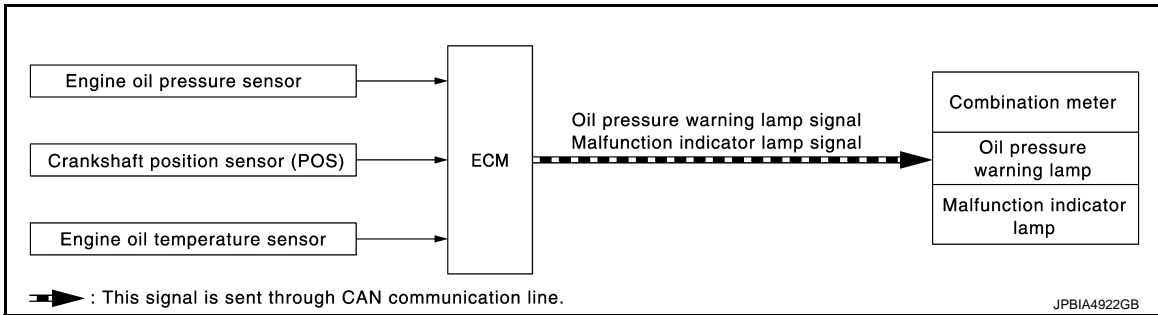 Engine oil pressure sensor
Crankshaft position sensor (POS)
Engine oil temperature sensor
ECM
Oil pressure warning lamp signal
Malfunction indicator lamp signal
Combination meter
Oil pressure
warning lamp
Malfunction indicator
lamp
: This signal is sent through CAN communication line.
JPBIA4922GB